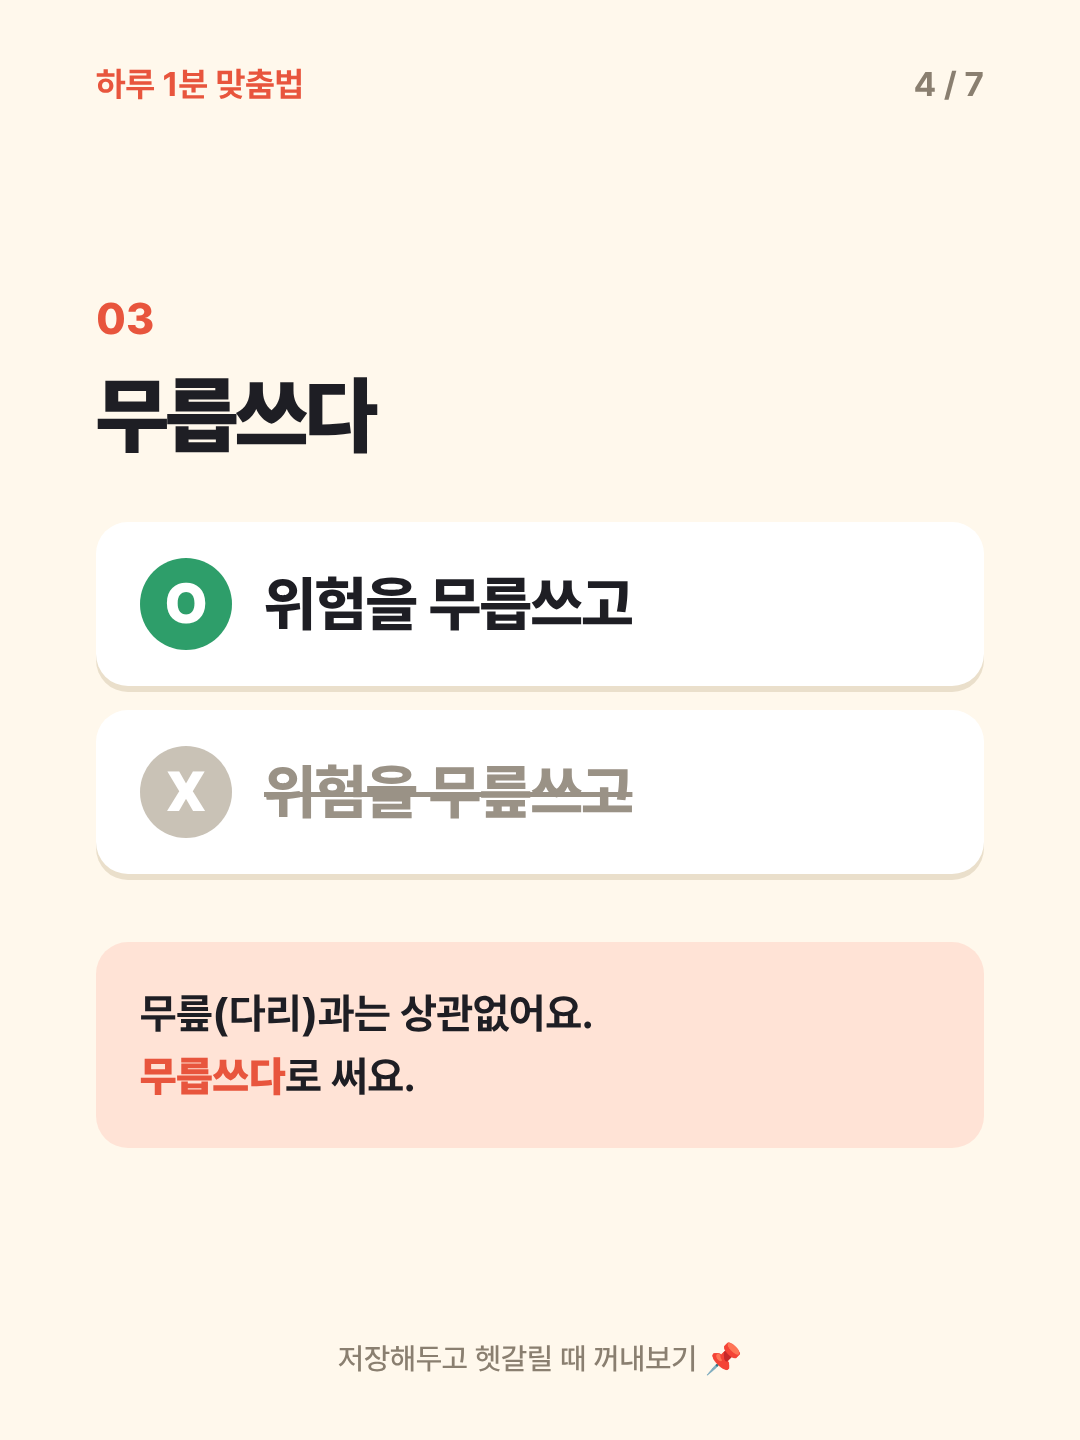 하루 1분 맞춤법
4 / 7
03
무릅쓰다
O 위험을 무릅쓰고
X 위험을 무릎쓰고
무릎(다리)과는 상관없어요.
무릅쓰다로 써요.
저장해두고 헷갈릴 때 꺼내보기 📌